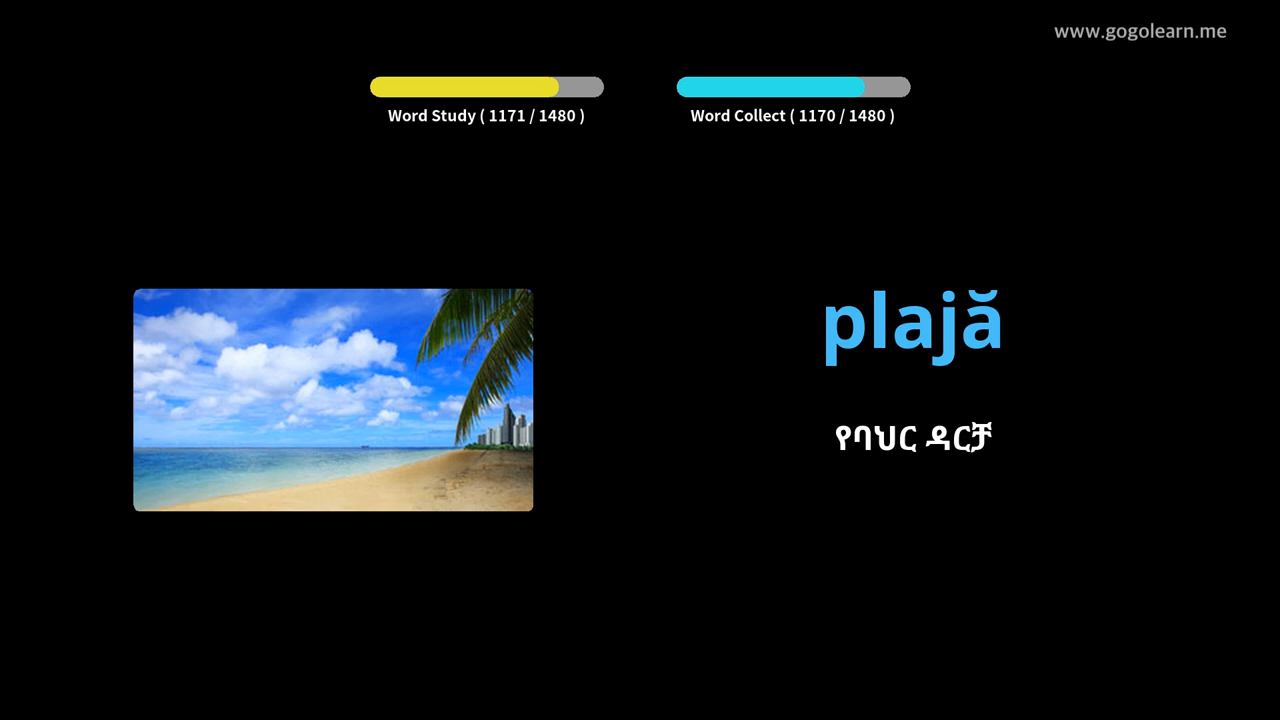 www.gogolearn.me
Word Study ( 1171 / 1480 )
Word Collect ( 1170 / 1480 )
plajă
የባህር ዳርቻ